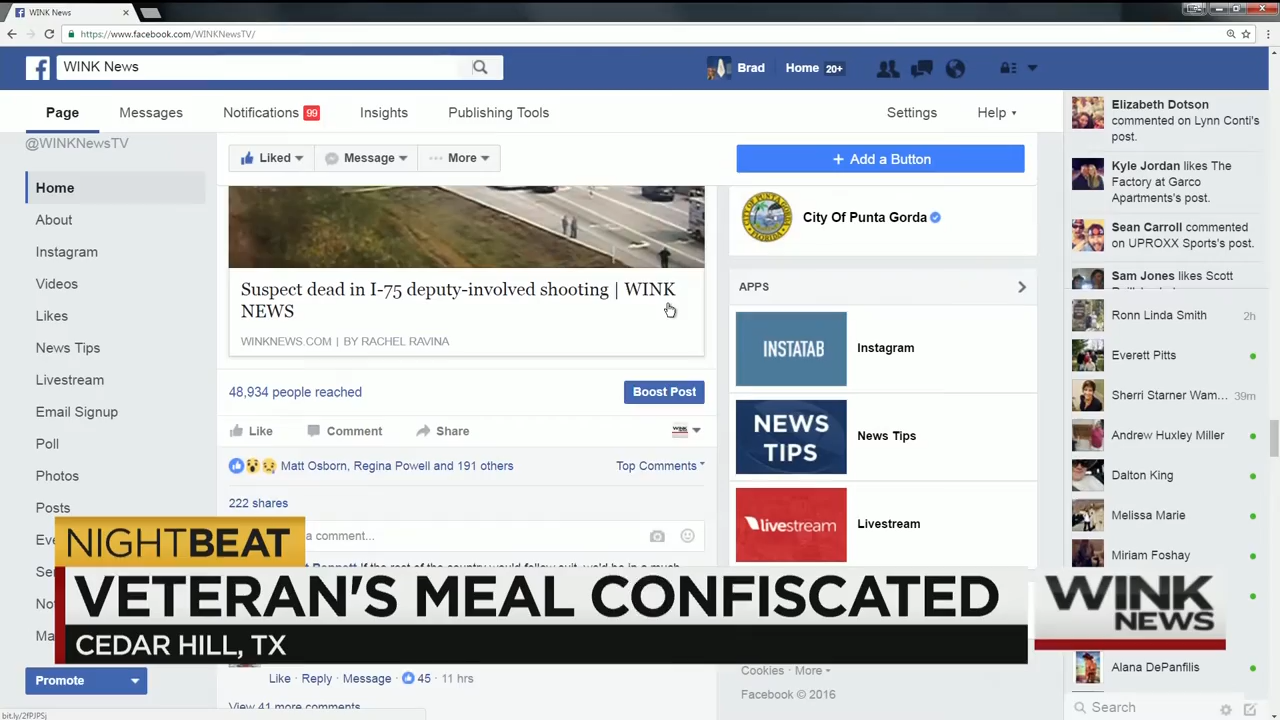 WINK News
https://www.facebook.com/WINKNewsTV/
WINK News
Brad
Home 20+
Page
Messages
Notifications 99
Insights
Publishing Tools
Settings
Help
@WINKNewsTV
Liked
Message
More
+ Add a Button
Home
About
Instagram
Videos
Likes
News Tips
Livestream
Email Signup
Poll
Photos
Posts
Promote
Suspect dead in I-75 deputy-involved shooting | WINK
NEWS
WINKNEWS.COM | BY RACHEL RAVINA
48,934 people reached
Boost Post
Like
Comment
Share
Matt Osborn, Regina Powell and 191 others
Top Comments
222 shares
a comment...
Like · Reply · Message · 45 · 11 hrs
View 41 more comments
City Of Punta Gorda
APPS
INSTATAB
Instagram
NEWS
TIPS
News Tips
livestream
Livestream
Cookies · More
Facebook © 2016
Elizabeth Dotson
commented on Lynn Conti's
post.
Kyle Jordan likes The
Factory at Garco
Apartments's post.
Sean Carroll commented
on UPROXX Sports's post.
Sam Jones likes Scott
Ronn Linda Smith 2h
Everett Pitts
Sherri Starner Wam... 39m
Andrew Huxley Miller
Dalton King
Melissa Marie
Miriam Foshay
Alana DePanfilis
Search
NIGHTBEAT
VETERAN'S MEAL CONFISCATED
CEDAR HILL, TX
WINK
NEWS
bit.ly/2fPJPSj